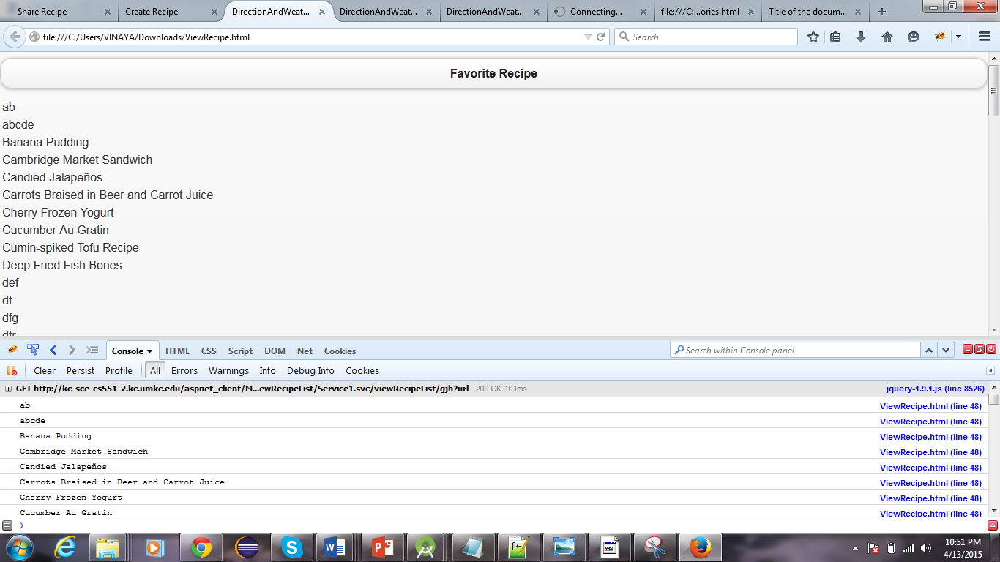 Share Recipe
Create Recipe
DirectionAndWeat...
DirectionAndWeat...
DirectionAndWeat...
Connecting...
file:///C:...ories.html
Title of the docum...
file:///C:/Users/VINAYA/Downloads/ViewRecipe.html
Search
Favorite Recipe
ab
abcde
Banana Pudding
Cambridge Market Sandwich
Candied Jalapeños
Carrots Braised in Beer and Carrot Juice
Cherry Frozen Yogurt
Cucumber Au Gratin
Cumin-spiked Tofu Recipe
Deep Fried Fish Bones
def
df
dfg
dfr
Console HTML CSS Script DOM Net Cookies
Search within Console panel
Clear Persist Profile All Errors Warnings Info Debug Info Cookies
GET http://kc-sce-cs551-2.kc.umkc.edu/aspnet_client/M...ewRecipeList/Service1.svc/viewRecipeList/gjh?url 200 OK 101ms jquery-1.9.1.js (line 8526)
ab ViewRecipe.html (line 48)
abcde ViewRecipe.html (line 48)
Banana Pudding ViewRecipe.html (line 48)
Cambridge Market Sandwich ViewRecipe.html (line 48)
Candied Jalapeños ViewRecipe.html (line 48)
Carrots Braised in Beer and Carrot Juice ViewRecipe.html (line 48)
Cherry Frozen Yogurt ViewRecipe.html (line 48)
Cucumber Au Gratin ViewRecipe.html (line 48)
10:51 PM
4/13/2015